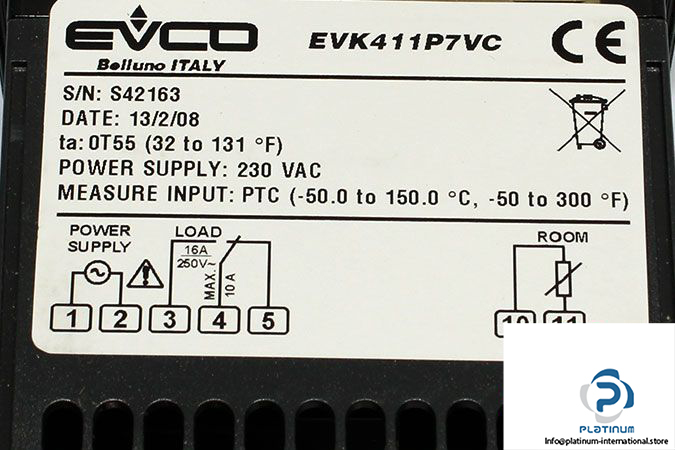 EVCO EVK411P7VC CE
Belluno ITALY
S/N: S42163
DATE: 13/2/08
ta: 0T55 (32 to 131 °F)
POWER SUPPLY: 230 VAC
MEASURE INPUT: PTC (-50.0 to 150.0 °C, -50 to 300 °F)
POWER SUPPLY
LOAD
ROOM
16A
250V~
MAX.
10 A
1 2 3 4 5 10 11
PLATINUM
Info@platinum-international.store